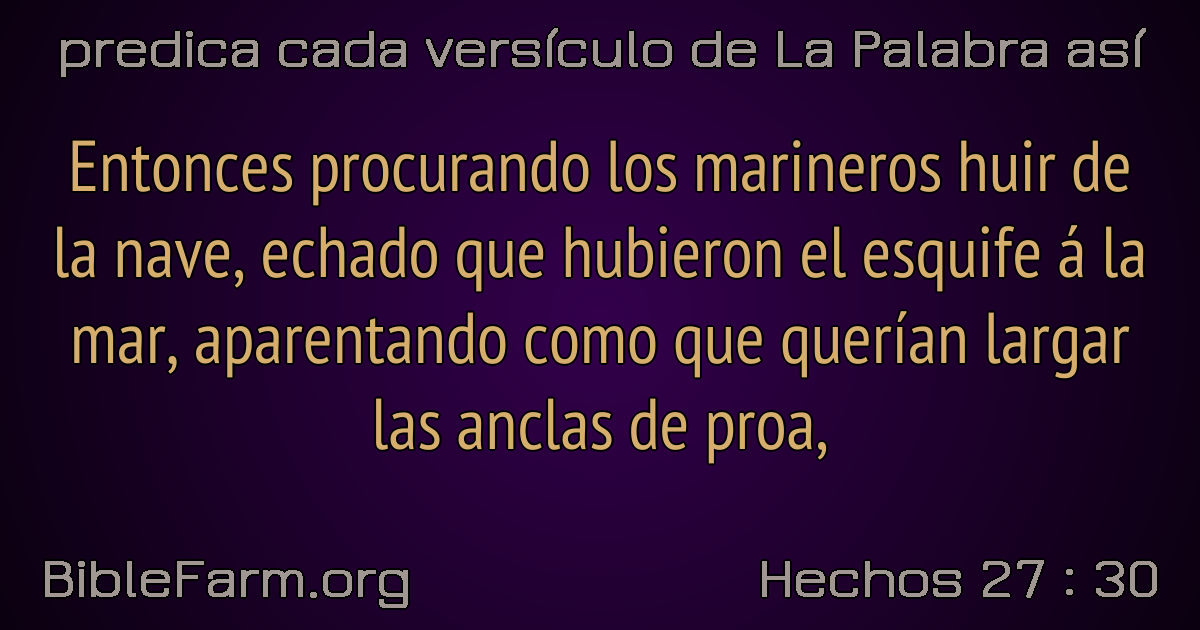 predica cada versículo de La Palabra así
Entonces procurando los marineros huir de
la nave, echado que hubieron el esquife á la
mar, aparentando como que querían largar
las anclas de proa,
BibleFarm.org
Hechos 27 : 30